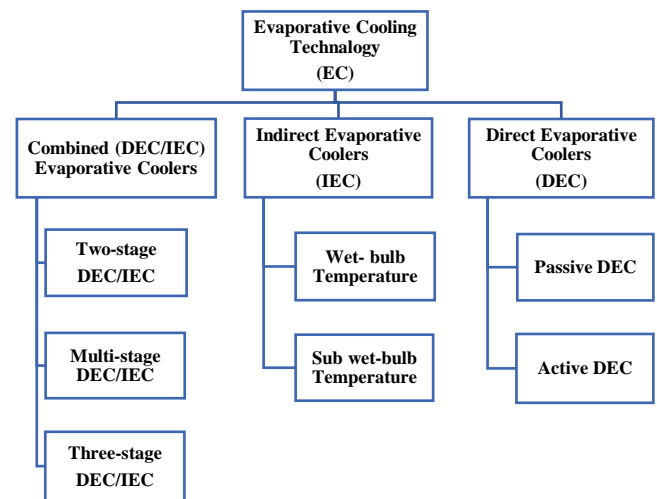 Evaporative Cooling
Technalogy
(EC)
Combined (DEC/IEC)
Evaporative Coolers
Indirect Evaporative
Coolers
(IEC)
Direct Evaporative
Coolers
(DEC)
Two-stage
DEC/IEC
Multi-stage
DEC/IEC
Three-stage
DEC/IEC
Wet- bulb
Temperature
Sub wet-bulb
Temperature
Passive DEC
Active DEC